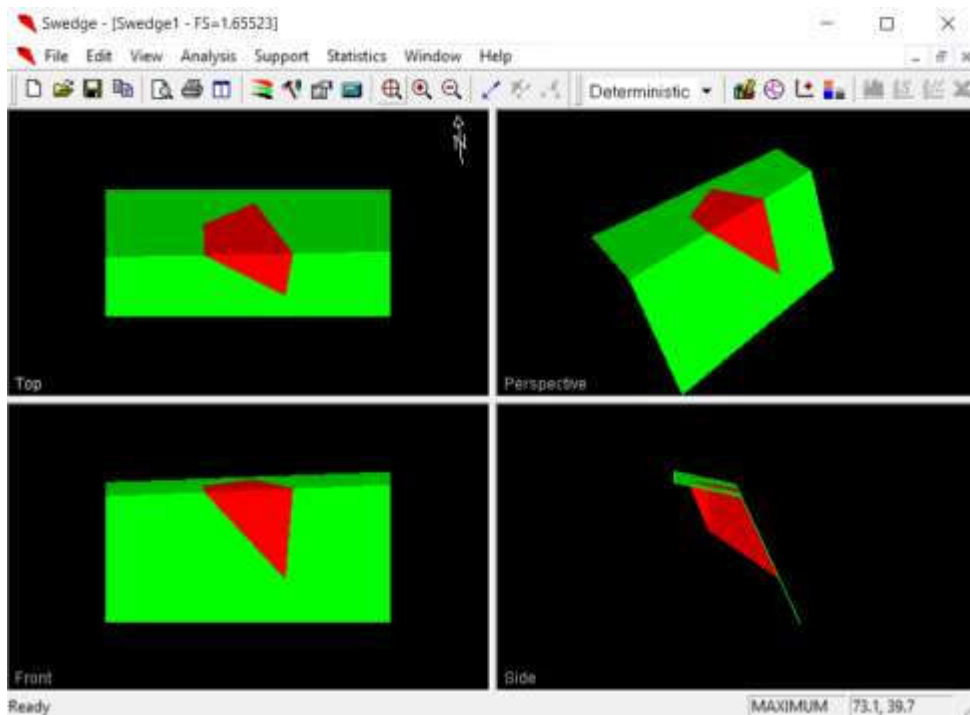 Swedge - [Swedge1 - FS=1.65523]
File Edit View Analysis Support Statistics Window Help
Deterministic
N
Top
Perspective
Front
Side
Ready
MAXIMUM 73.1, 39.7